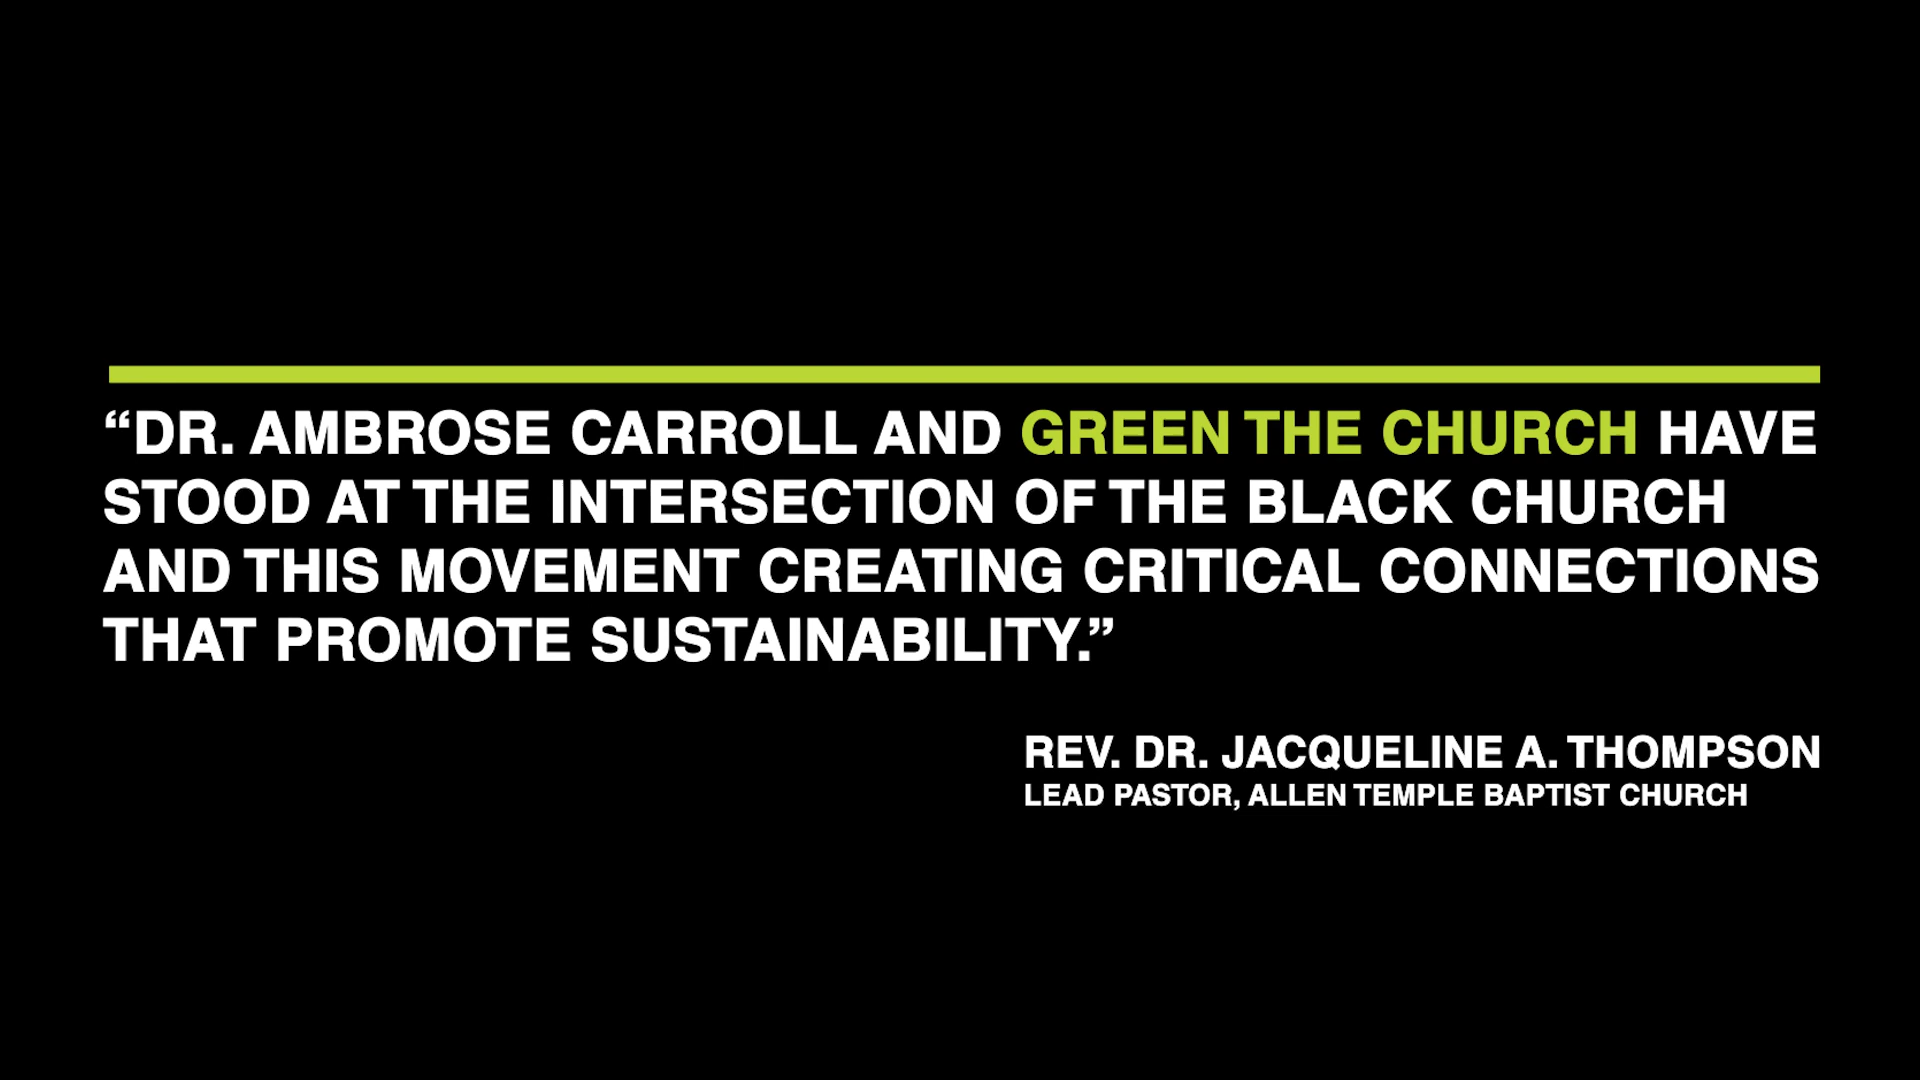 “DR. AMBROSE CARROLL AND GREEN THE CHURCH HAVE
STOOD AT THE INTERSECTION OF THE BLACK CHURCH
AND THIS MOVEMENT CREATING CRITICAL CONNECTIONS
THAT PROMOTE SUSTAINABILITY.”
REV. DR. JACQUELINE A. THOMPSON
LEAD PASTOR, ALLEN TEMPLE BAPTIST CHURCH